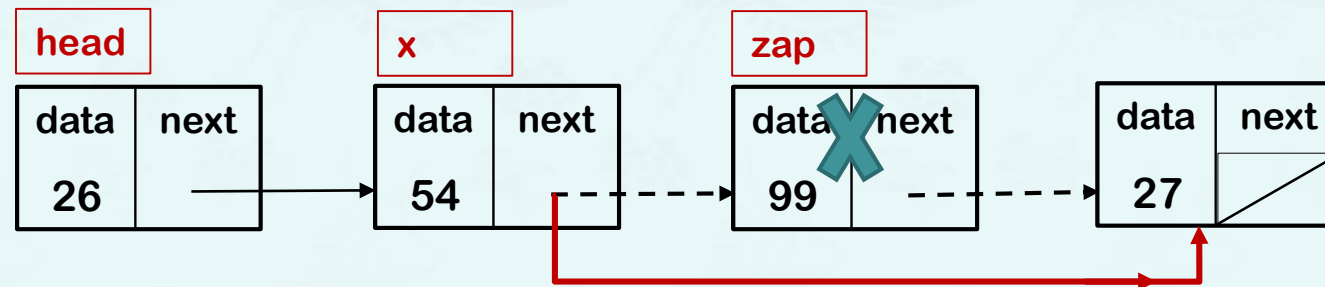 head x zap
data next data next data next data next
26 54 99 27